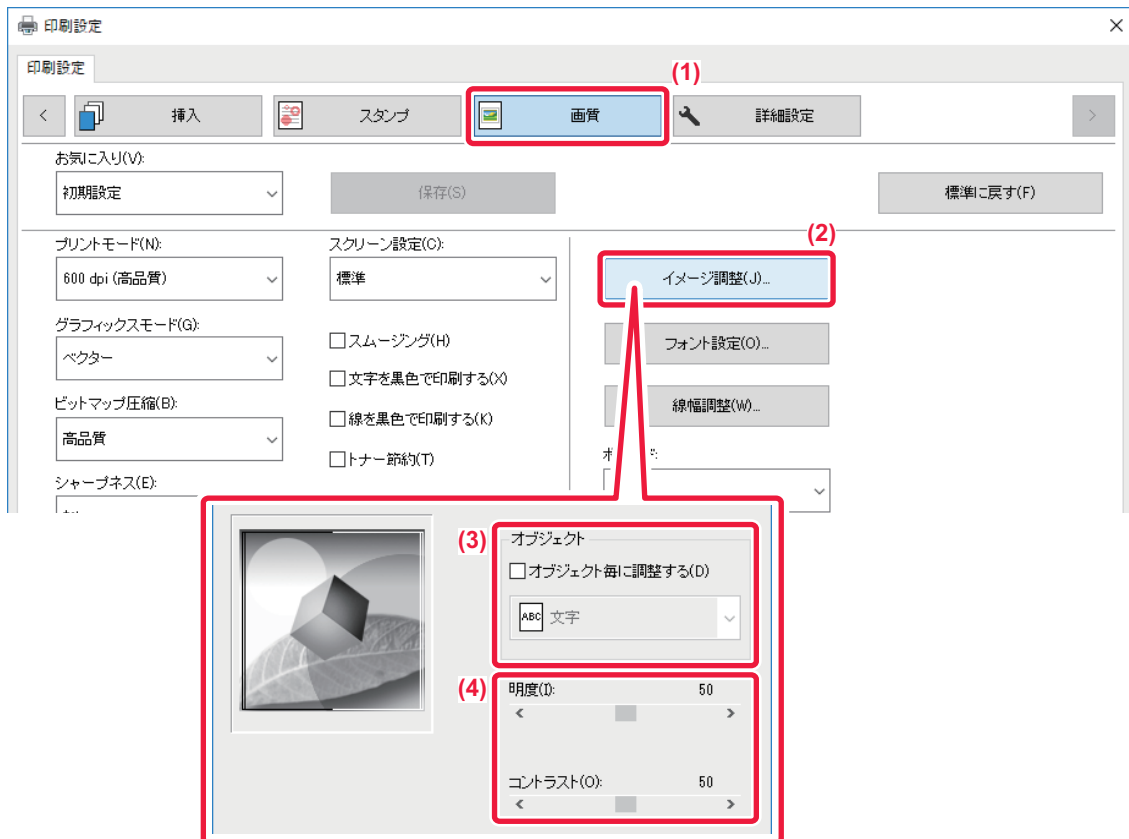 印刷設定
印刷設定
(1)
挿入
スタンプ
画質
詳細設定
お気に入り(V):
初期設定
保存(S)
標準に戻す(F)
(2)
プリントモード(N):
600 dpi (高品質)
スクリーン設定(C):
標準
イメージ調整(J)...
グラフィックスモード(G):
ベクター
スムージング(H)
フォント設定(O)...
文字を黒色で印刷する(X)
ビットマップ圧縮(B):
高品質
線を黒色で印刷する(K)
線幅調整(W)...
トナー節約(T)
シャープネス(E):
(3)
オブジェクト
オブジェクト毎に調整する(D)
ABC 文字
(4)
明度(I): 50
コントラスト(O): 50